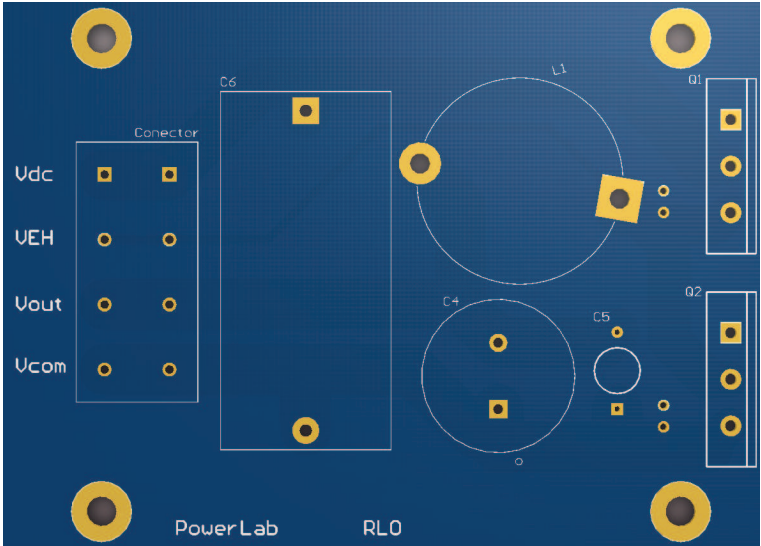 C6
L1
Q1
Conector
Vdc
VEH
Vout
Vcom
C4
C5
Q2
PowerLab RLO